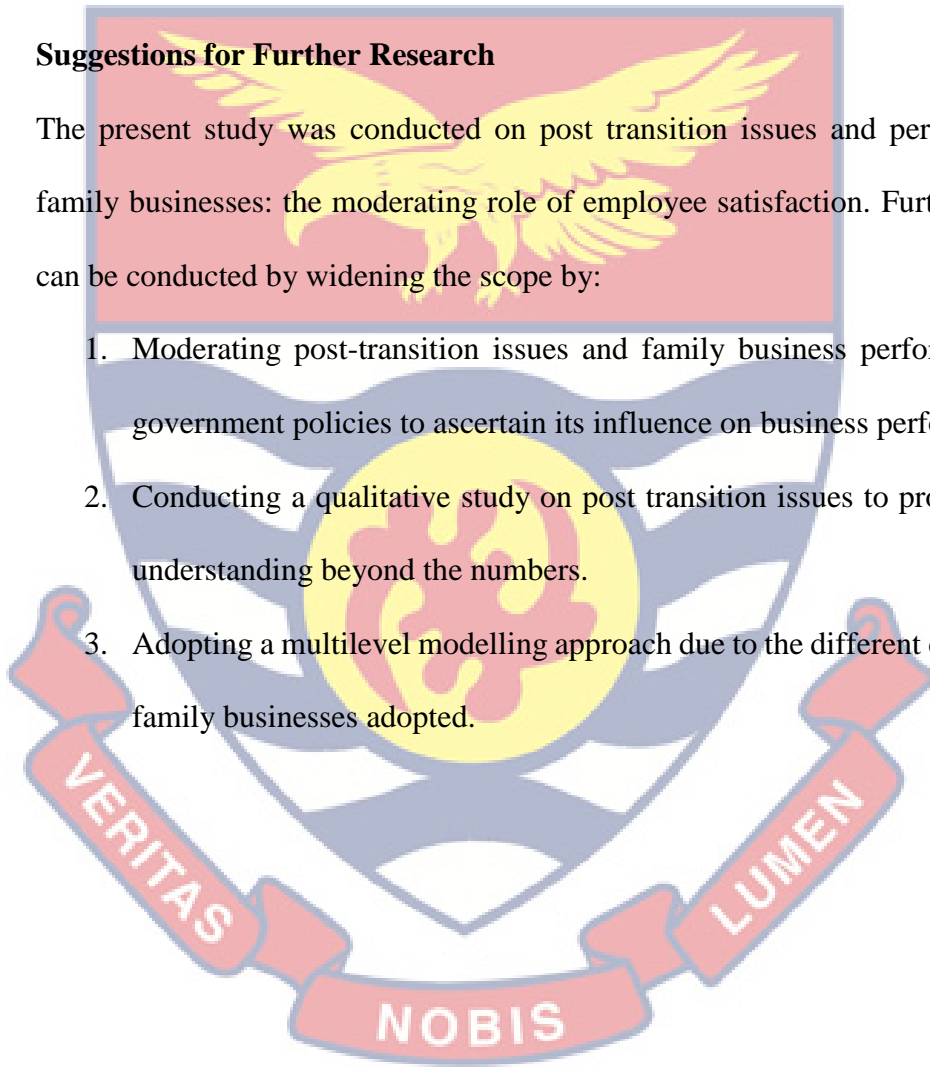 Suggestions for Further Research
The present study was conducted on post transition issues and per
family businesses: the moderating role of employee satisfaction. Furt
can be conducted by widening the scope by:
1. Moderating post-transition issues and family business perfo
government policies to ascertain its influence on business perf
2. Conducting a qualitative study on post transition issues to pro
understanding beyond the numbers.
3. Adopting a multilevel modelling approach due to the different
family businesses adopted.
VERITAS
NOBIS
LUMEN